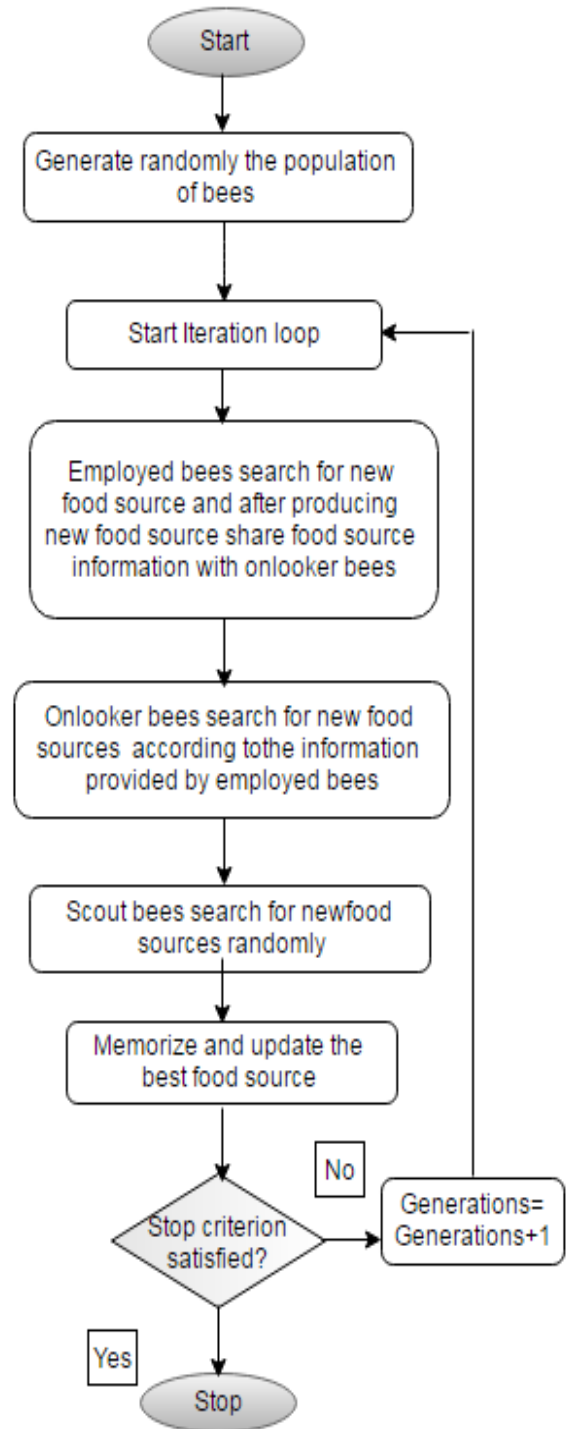 Start
Generate randomly the population
of bees
Start Iteration loop
Employed bees search for new
food source and after producing
new food source share food source
information with onlooker bees
Onlooker bees search for new food
sources according tothe information
provided by employed bees
Scout bees search for newfood
sources randomly
Memorize and update the
best food source
Stop criterion
satisfied?
No
Generations=
Generations+1
Yes
Stop